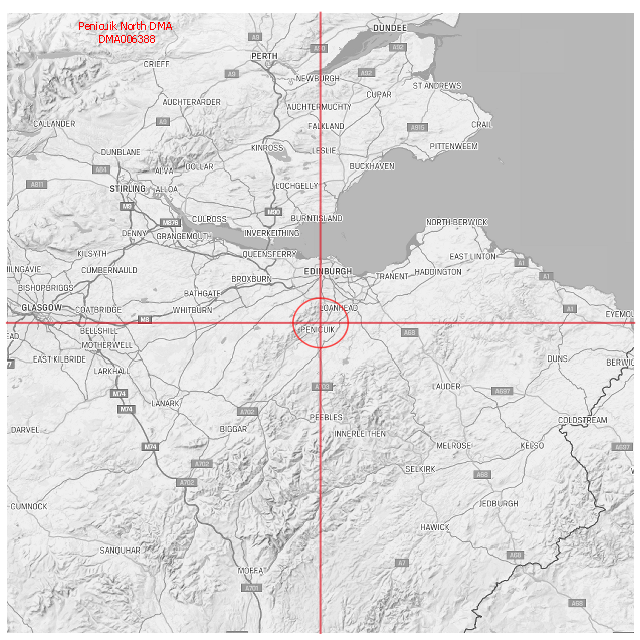 Penicuik North DMA
DMA006388
DUNDEE
A9
PERTH
A90
A92
CRIEFF
A9
NEWBURGH
A92
ST ANDREWS
CUPAR
AUCHTERARDER
AUCHTERMUCHTY
CALLANDER
A9
FALKLAND
A915
CRAIL
KINROSS
LESLIE
PITTENWEEM
DUNBLANE
A84
ALVA
DOLLAR
BUCKHAVEN
A811
STIRLING
ALLOA
LOCHGELLY
M9
M876
CULROSS
M90
BURNTISLAND
NORTH BERWICK
DENNY
GRANGEMOUTH
INVERKEITHING
KILSYTH
QUEENSFERRY
EAST LINTON
A1
MILNGAVIE
CUMBERNAULD
EDINBURGH
HADDINGTON
BROXBURN
TRANENT
A1
BISHOPBRIGGS
BATHGATE
GLASGOW
COATBRIDGE
WHITBURN
LOANHEAD
A1
EYEMOU
M8
BELLSHILL
PENICUIK
A68
EAD
MOTHERWELL
EAST KILBRIDE
DUNS
BERWIC
7
LARKHALL
A703
LAUDER
A697
M74
M74
LANARK
A702
PEEBLES
COLDSTREAM
DARVEL
BIGGAR
INNERLEITHEN
M74
MELROSE
KELSO
A697
A702
SELKIRK
A68
A702
CUMNOCK
JEDBURGH
HAWICK
SANQUHAR
A68
A7
MOFFAT
A701
A68